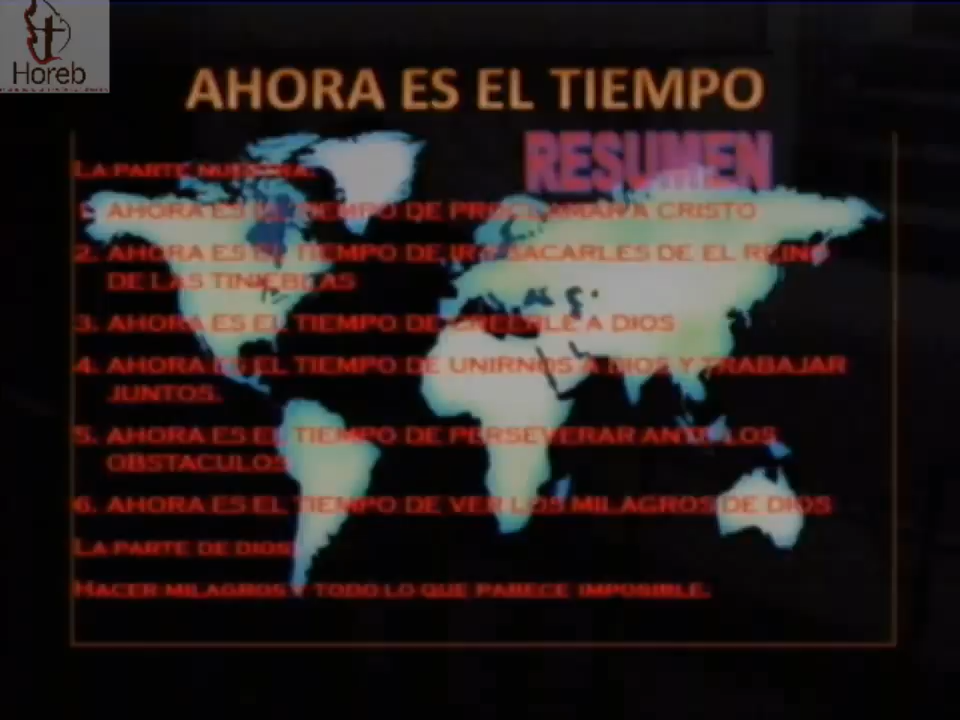 Horeb
AHORA ES EL TIEMPO
RESUMEN
LA PARTE NUESTRA:
1. AHORA ES EL TIEMPO DE PROCLAMAR A CRISTO
2. AHORA ES EL TIEMPO DE IR Y SACARLES DE EL REINO
DE LAS TINIEBLAS
3. AHORA ES EL TIEMPO DE CREERLE A DIOS
4. AHORA ES EL TIEMPO DE UNIRNOS A DIOS Y TRABAJAR
JUNTOS.
5. AHORA ES EL TIEMPO DE PERSEVERAR ANTE LOS
OBSTACULOS
6. AHORA ES EL TIEMPO DE VER LOS MILAGROS DE DIOS
LA PARTE DE DIOS:
HACER MILAGROS Y TODO LO QUE PARECE IMPOSIBLE.